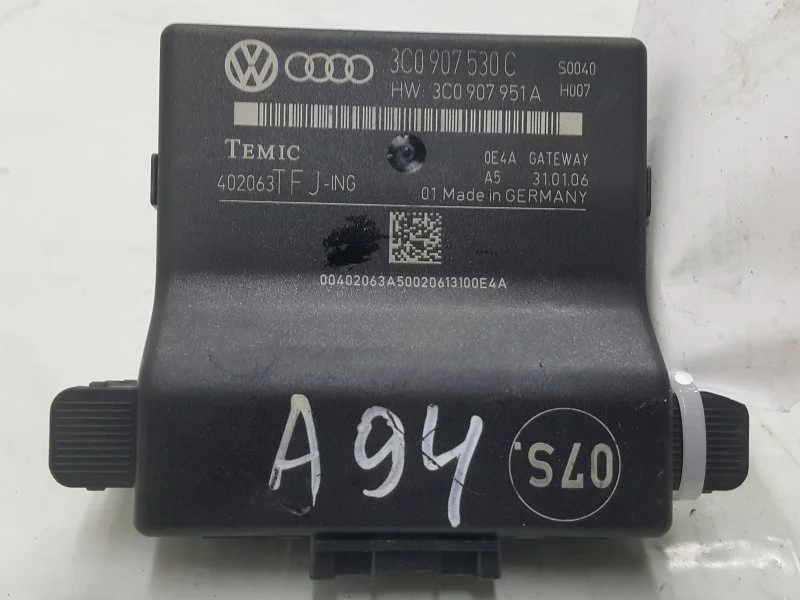 3C0 907 530 C S0040
HW: 3C0 907 951 A H007
TEMIC 0E4A GATEWAY
402063TFJ-ING A5 31.01.06
01 Made in GERMANY
00402063A50020613100E4A
A94
07S.